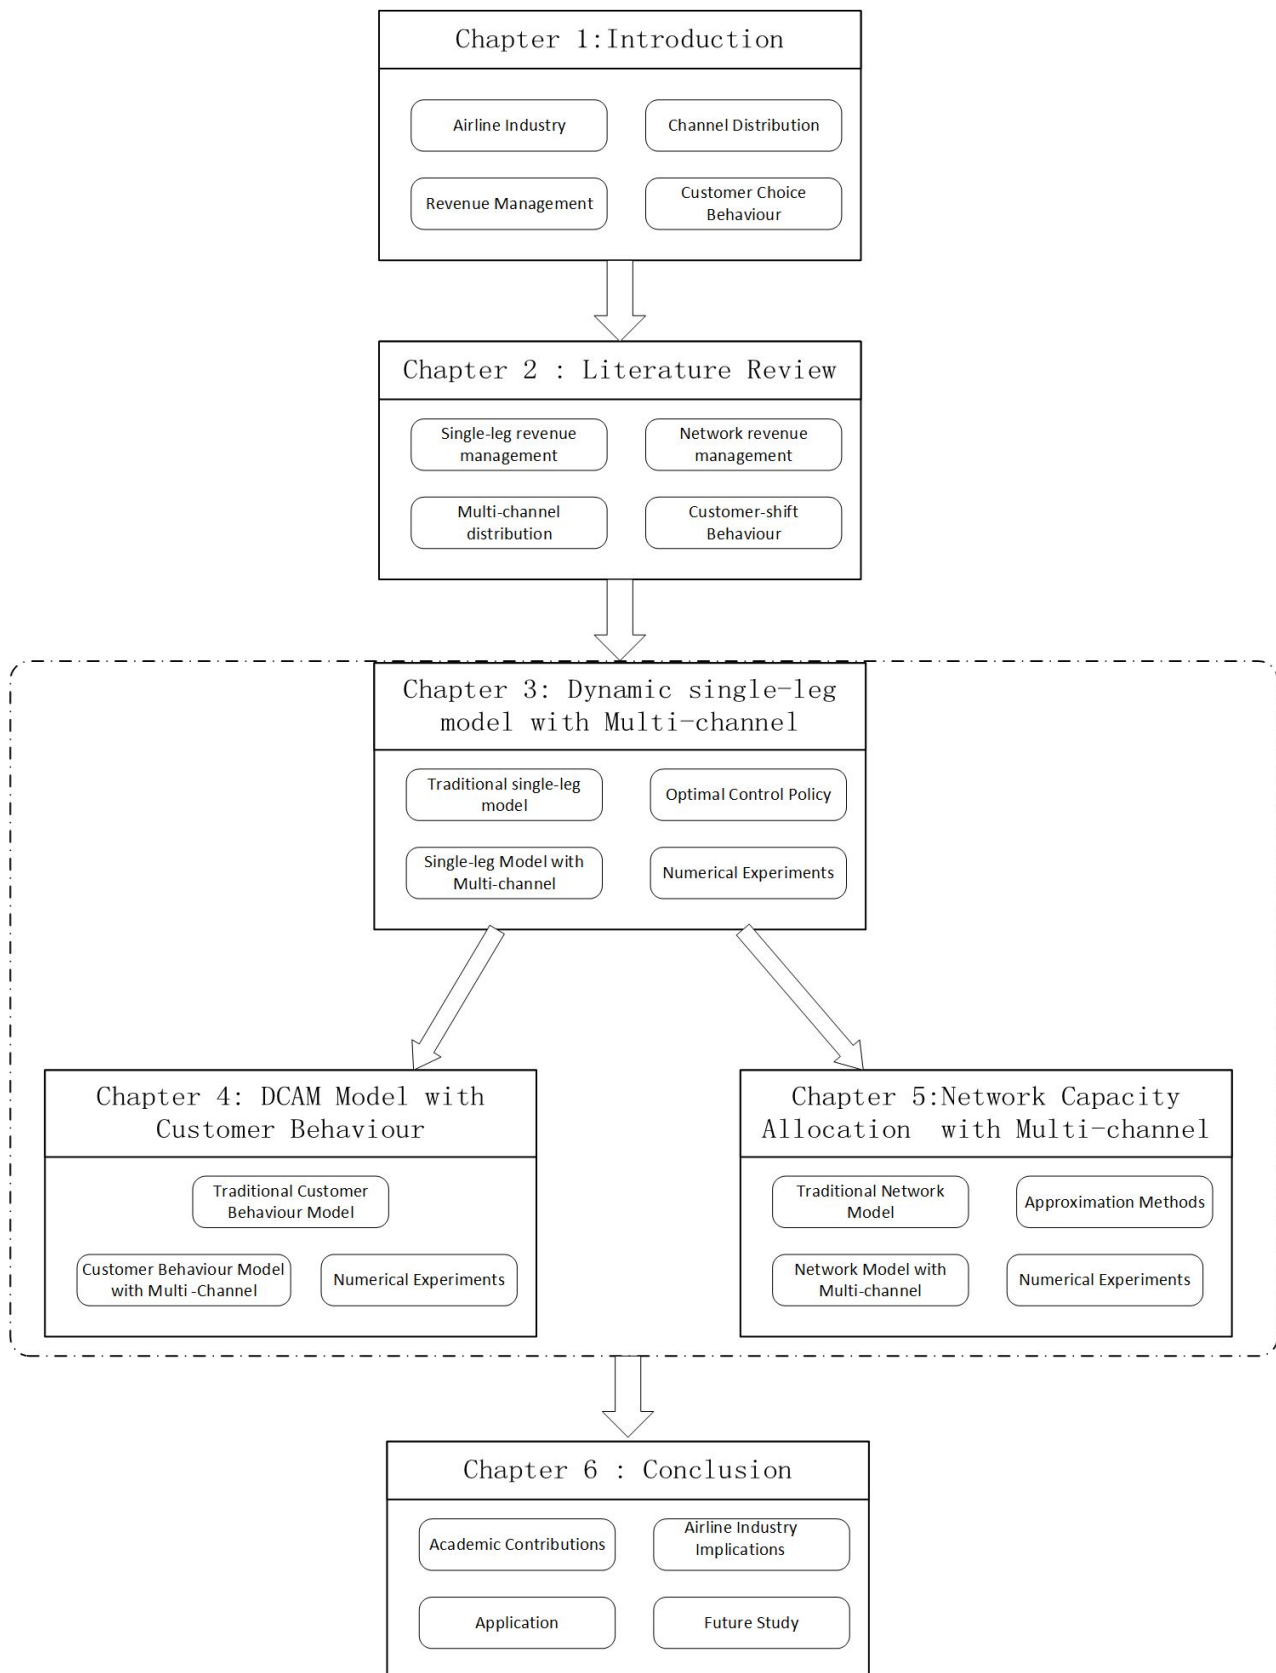 Chapter 1:Introduction
Airline Industry
Channel Distribution
Revenue Management
Customer Choice
Behaviour
Chapter 2 : Literature Review
Single-leg revenue
management
Network revenue
management
Multi-channel
distribution
Customer-shift
Behaviour
Chapter 3: Dynamic single-leg
model with Multi-channel
Traditional single-leg
model
Optimal Control Policy
Single-leg Model with
Multi-channel
Numerical Experiments
Chapter 4: DCAM Model with
Customer Behaviour
Traditional Customer
Behaviour Model
Customer Behaviour Model
with Multi -Channel
Numerical Experiments
Chapter 5:Network Capacity
Allocation  with Multi-channel
Traditional Network
Model
Approximation Methods
Network Model with
Multi-channel
Numerical Experiments
Chapter 6 : Conclusion
Academic Contributions
Airline Industry
Implications
Application
Future Study